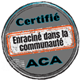 Certifié
Enraciné dans la
communauté
ACA